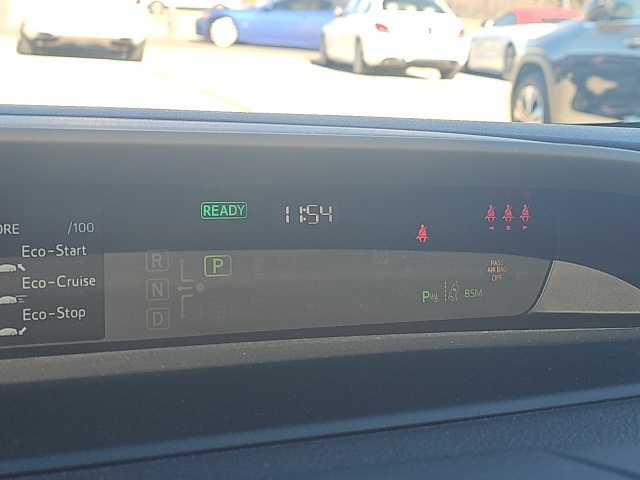 READY
11:54
ORE /100
Eco-Start
Eco-Cruise
Eco-Stop
R
N
D
P
B
PASS
AIR BAG
OFF
P
BSM